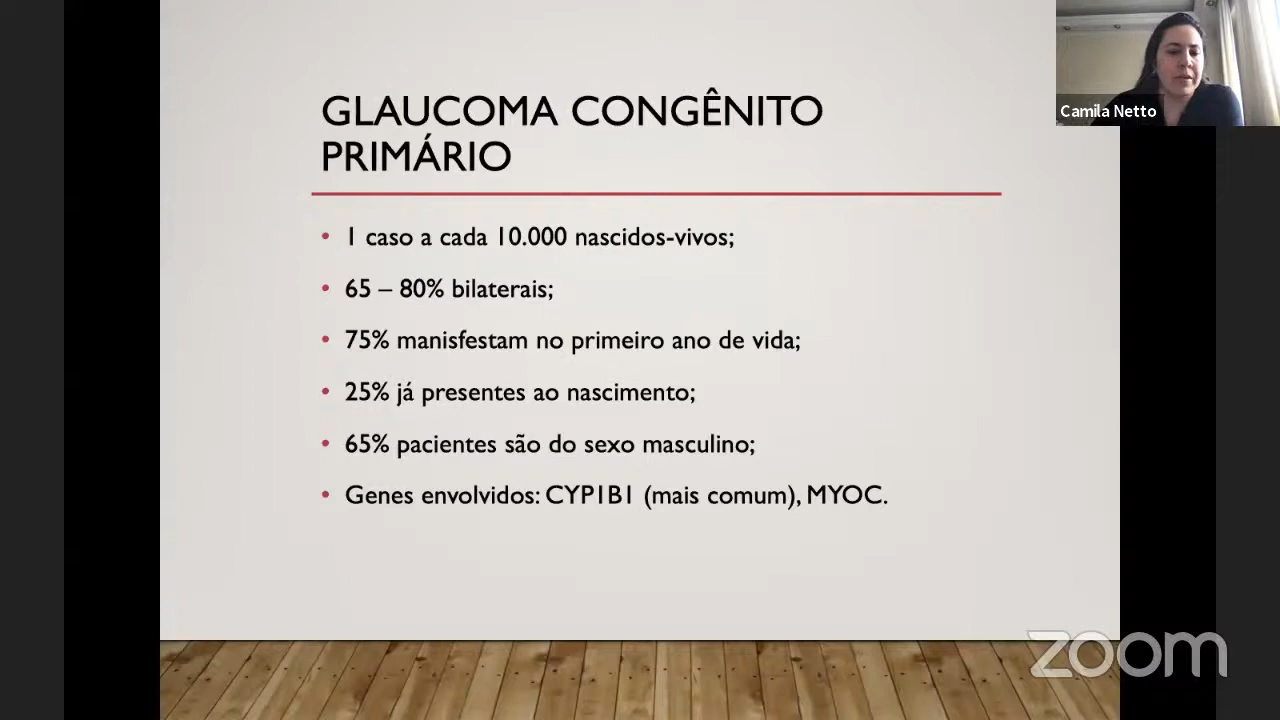 GLAUCOMA CONGÊNITO
PRIMÁRIO
• 1 caso a cada 10.000 nascidos-vivos;
• 65 – 80% bilaterais;
• 75% manisfestam no primeiro ano de vida;
• 25% já presentes ao nascimento;
• 65% pacientes são do sexo masculino;
• Genes envolvidos: CYP1B1 (mais comum), MYOC.
Camila Netto
zoom